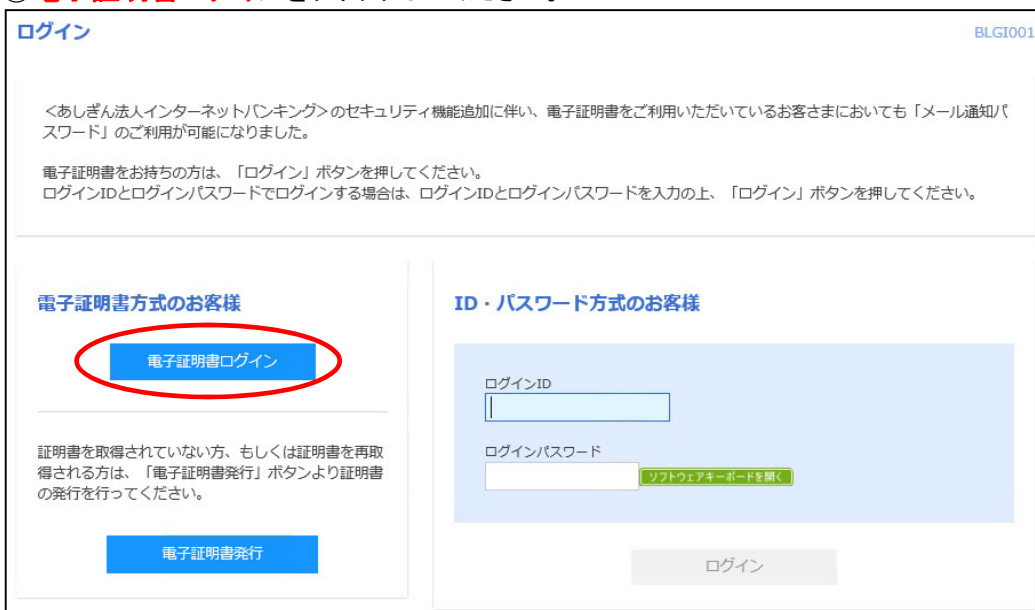 電子証明書ログイン
ログイン
BLGI001
＜あしぎん法人インターネットバンキング＞のセキュリティ機能追加に伴い、電子証明書をご利用いただいているお客さまにおいても「メール通知パ
スワード」のご利用が可能になりました。
電子証明書をお持ちの方は、「ログイン」ボタンを押してください。
ログインIDとログインパスワードでログインする場合は、ログインIDとログインパスワードを入力の上、「ログイン」ボタンを押してください。
電子証明書方式のお客様
電子証明書ログイン
証明書を取得されていない方、もしくは証明書を再取
得される方は、「電子証明書発行」ボタンより証明書
の発行を行ってください。
電子証明書発行
ID・パスワード方式のお客様
ログインID
ログインパスワード
ソフトウェアキーボードを開く
ログイン